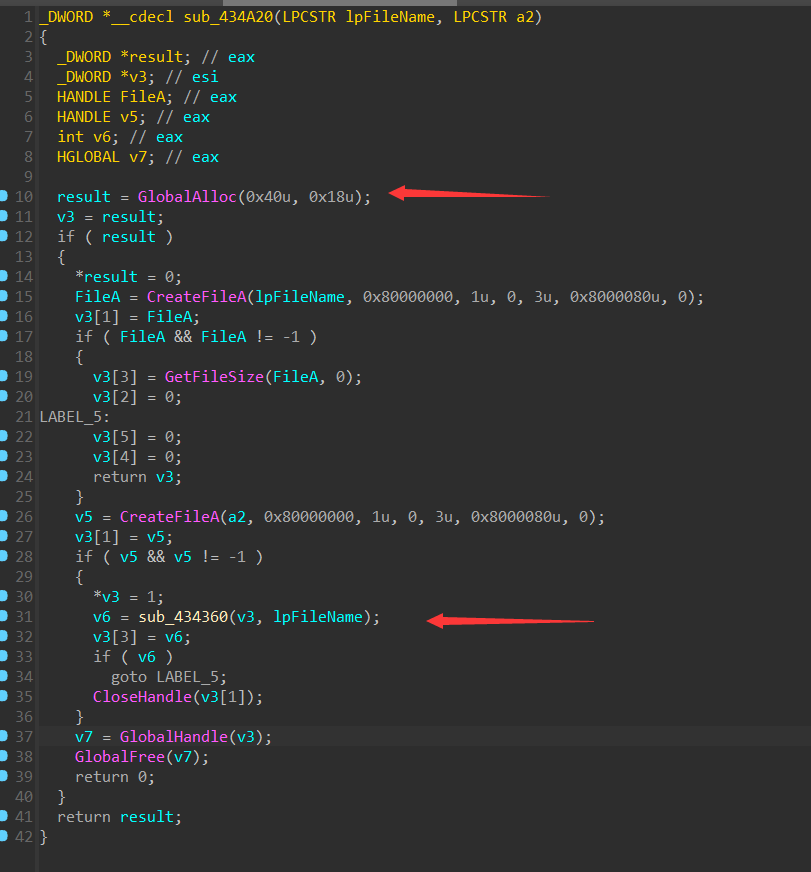 1 _DWORD *__cdecl sub_434A20(LPCSTR lpFileName, LPCSTR a2)
2 {
3   _DWORD *result; // eax
4   _DWORD *v3; // esi
5   HANDLE FileA; // eax
6   HANDLE v5; // eax
7   int v6; // eax
8   HGLOBAL v7; // eax
9
10   result = GlobalAlloc(0x40u, 0x18u);
11   v3 = result;
12   if ( result )
13   {
14     *result = 0;
15     FileA = CreateFileA(lpFileName, 0x80000000, 1u, 0, 3u, 0x8000080u, 0);
16     v3[1] = FileA;
17     if ( FileA && FileA != -1 )
18     {
19       v3[3] = GetFileSize(FileA, 0);
20       v3[2] = 0;
21 LABEL_5:
22       v3[5] = 0;
23       v3[4] = 0;
24       return v3;
25     }
26     v5 = CreateFileA(a2, 0x80000000, 1u, 0, 3u, 0x8000080u, 0);
27     v3[1] = v5;
28     if ( v5 && v5 != -1 )
29     {
30       *v3 = 1;
31       v6 = sub_434360(v3, lpFileName);
32       v3[3] = v6;
33       if ( v6 )
34         goto LABEL_5;
35       CloseHandle(v3[1]);
36     }
37     v7 = GlobalHandle(v3);
38     GlobalFree(v7);
39     return 0;
40   }
41   return result;
42 }